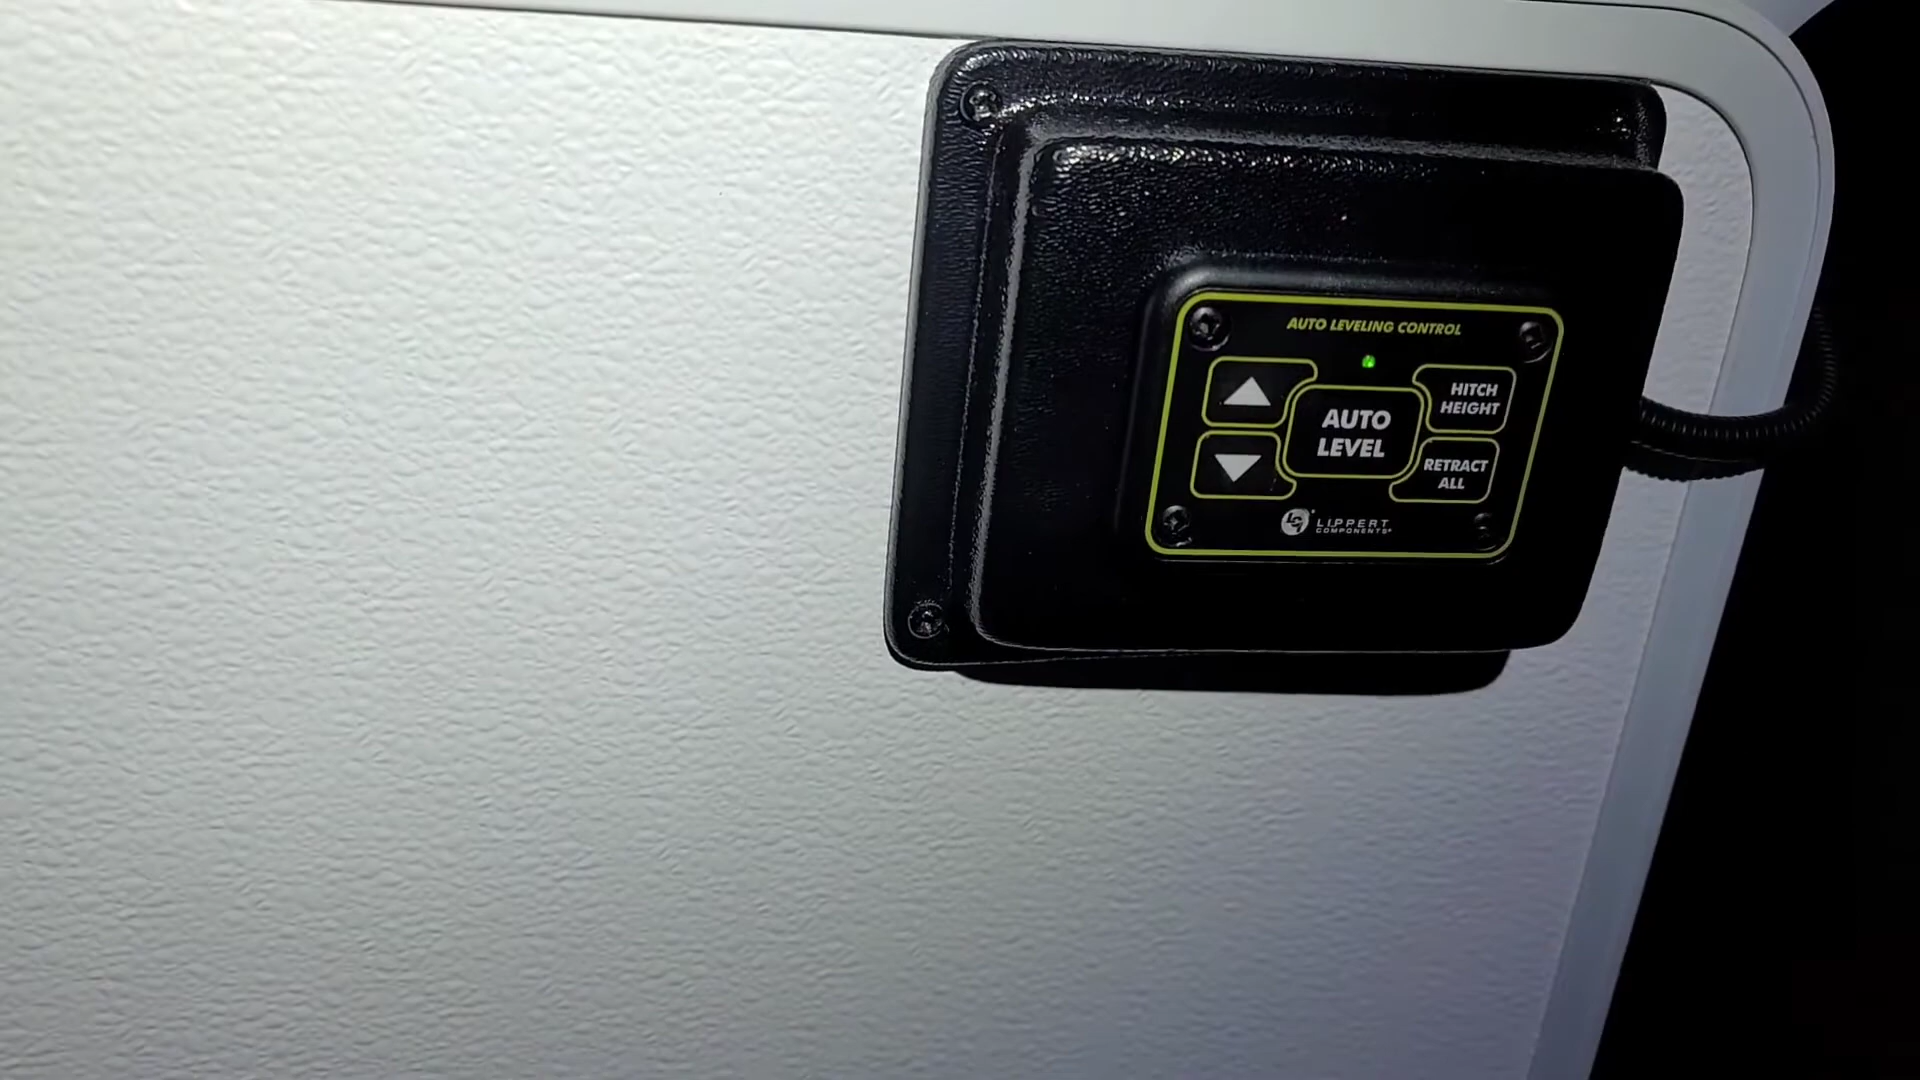 AUTO LEVELING CONTROL
HITCH
HEIGHT
AUTO
LEVEL
RETRACT
ALL
LIPPERT
COMPONENTS